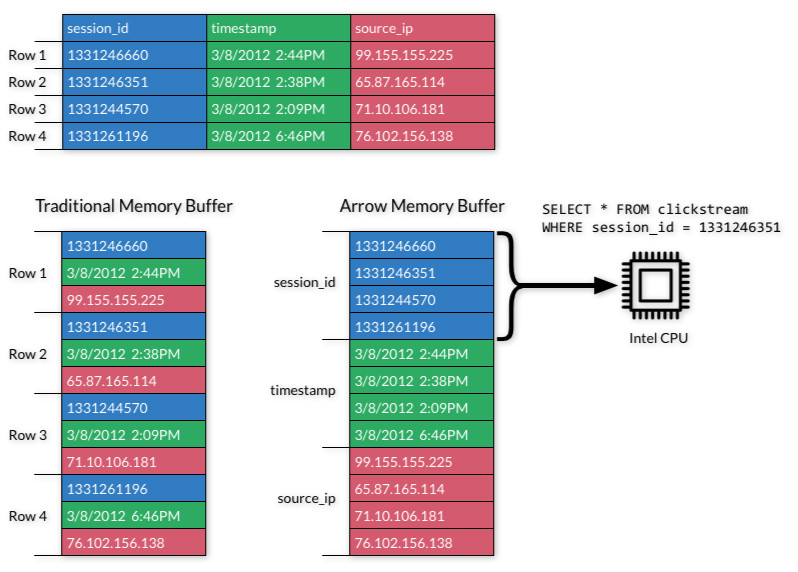 session_id timestamp source_ip
Row 1 1331246660 3/8/2012 2:44PM 99.155.155.225
Row 2 1331246351 3/8/2012 2:38PM 65.87.165.114
Row 3 1331244570 3/8/2012 2:09PM 71.10.106.181
Row 4 1331261196 3/8/2012 6:46PM 76.102.156.138
Traditional Memory Buffer
Row 1
1331246660
3/8/2012 2:44PM
99.155.155.225
Row 2
1331246351
3/8/2012 2:38PM
65.87.165.114
Row 3
1331244570
3/8/2012 2:09PM
71.10.106.181
Row 4
1331261196
3/8/2012 6:46PM
76.102.156.138
Arrow Memory Buffer
session_id
1331246660
1331246351
1331244570
1331261196
timestamp
3/8/2012 2:44PM
3/8/2012 2:38PM
3/8/2012 2:09PM
3/8/2012 6:46PM
source_ip
99.155.155.225
65.87.165.114
71.10.106.181
76.102.156.138
SELECT * FROM clickstream
WHERE session_id = 1331246351
Intel CPU